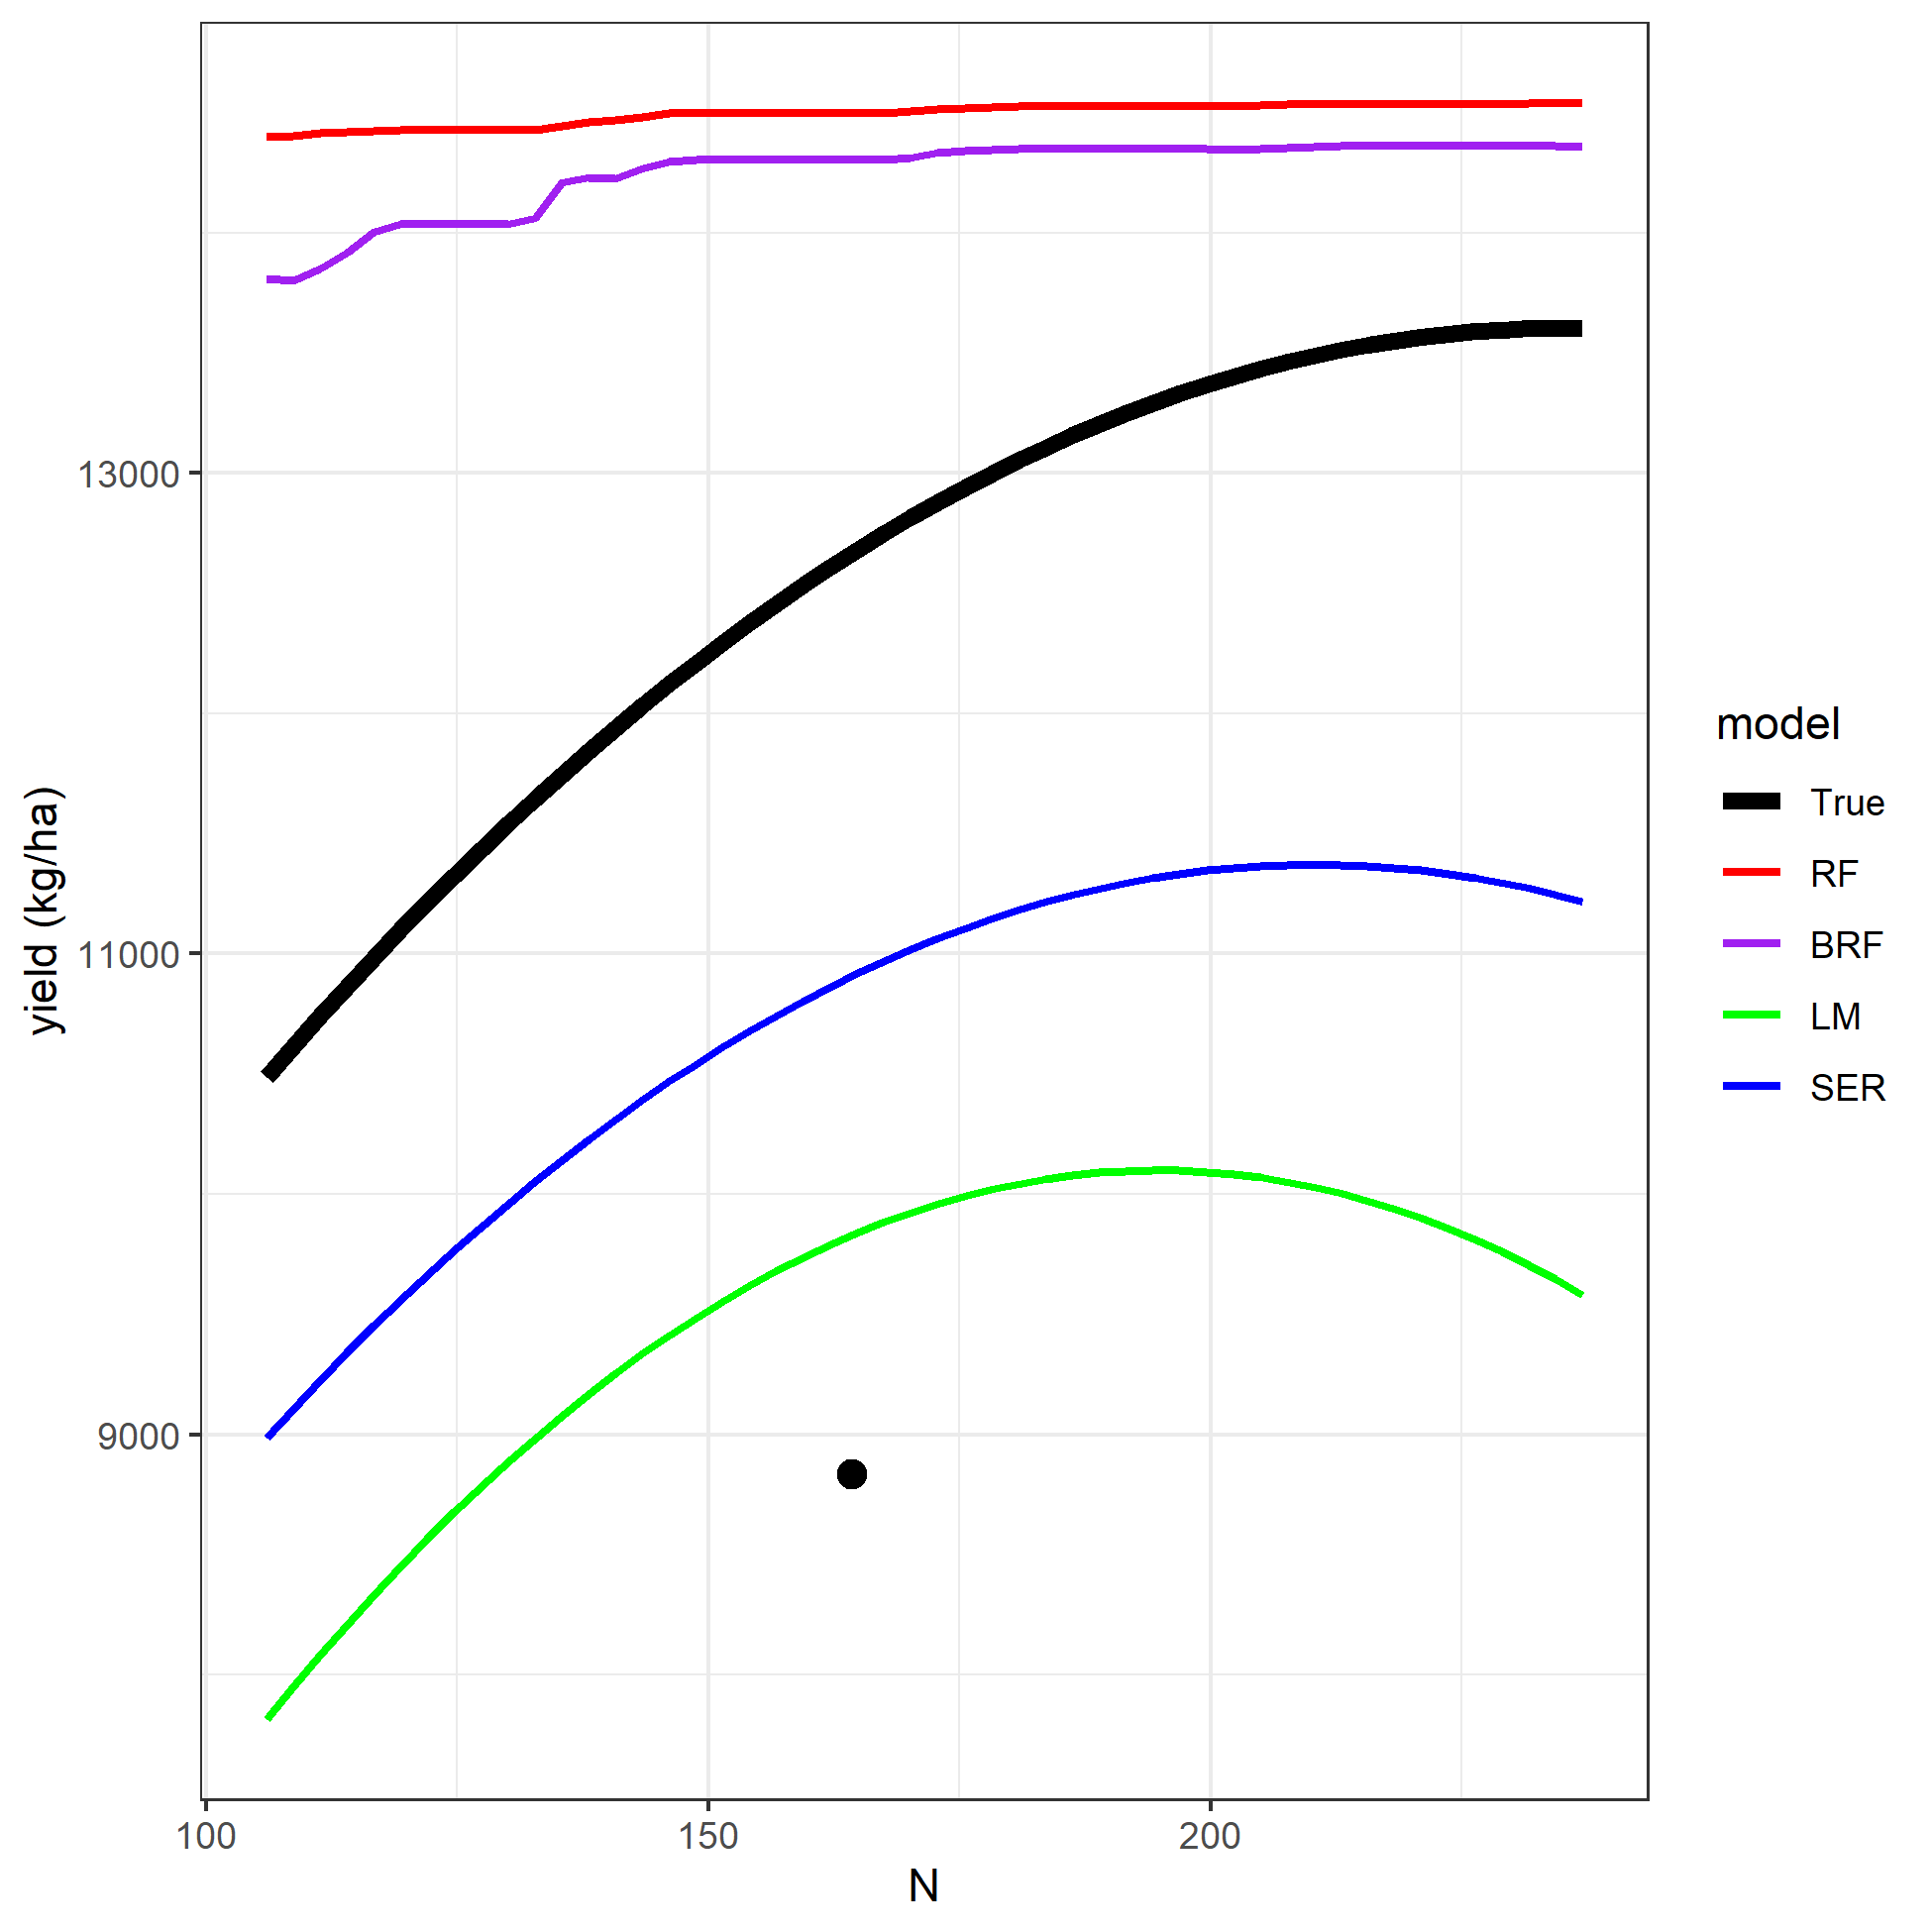 yield (kg/ha)
13000
11000
9000
100
150
200
N
model
True
RF
BRF
LM
SER